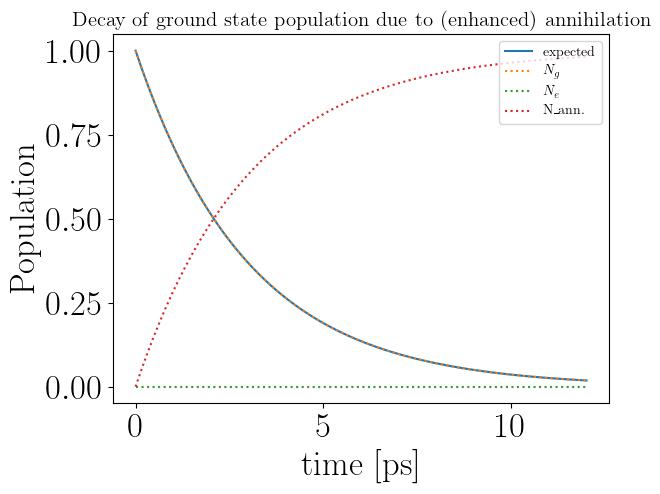 Decay of ground state population due to (enhanced) annihilation
expected
N_g
N_e
N_ann.
1.00
0.75
0.50
0.25
0.00
Population
0
5
10
time [ps]